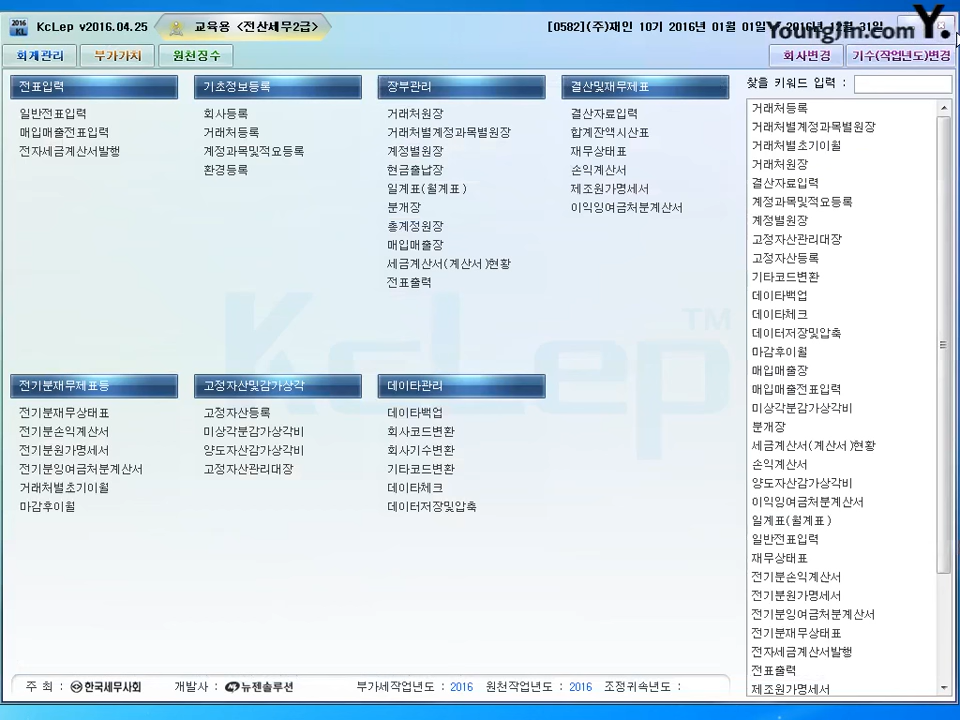 2016 KL KcLep v2016.04.25 교육용 <전산세무2급> [0582](주)재인 10기 2016년 01월 01일~2016년 12월 31일
Youngjin.com Y.
회계관리 부가가치 원천징수 회사변경 기수(작업년도)변경
전표입력
일반전표입력
매입매출전표입력
전자세금계산서발행
기초정보등록
회사등록
거래처등록
계정과목및적요등록
환경등록
장부관리
거래처원장
거래처별계정과목별원장
계정별원장
현금출납장
일계표(월계표)
분개장
총계정원장
매입매출장
세금계산서(계산서)현황
전표출력
결산및재무제표
결산자료입력
합계잔액시산표
재무상태표
손익계산서
제조원가명세서
이익잉여금처분계산서
전기분재무제표등
전기분재무상태표
전기분손익계산서
전기분원가명세서
전기분잉여금처분계산서
거래처별초기이월
마감후이월
고정자산및감가상각
고정자산등록
미상각분감가상각비
양도자산감가상각비
고정자산관리대장
데이타관리
데이타백업
회사코드변환
회사기수변환
기타코드변환
데이타체크
데이터저장및압축
KcLep TM
찾을 키워드 입력 :
거래처등록
거래처별계정과목별원장
거래처별초기이월
거래처원장
결산자료입력
계정과목및적요등록
계정별원장
고정자산관리대장
고정자산등록
기타코드변환
데이타백업
데이타체크
데이터저장및압축
마감후이월
매입매출장
매입매출전표입력
미상각분감가상각비
분개장
세금계산서(계산서)현황
손익계산서
양도자산감가상각비
이익잉여금처분계산서
일계표(월계표)
일반전표입력
재무상태표
전기분손익계산서
전기분원가명세서
전기분잉여금처분계산서
전기분재무상태표
전자세금계산서발행
전표출력
제조원가명세서
주 최 : 한국세무사회 개발사 : 뉴젠솔루션 부가세작업년도 : 2016 원천작업년도 : 2016 조정귀속년도 :